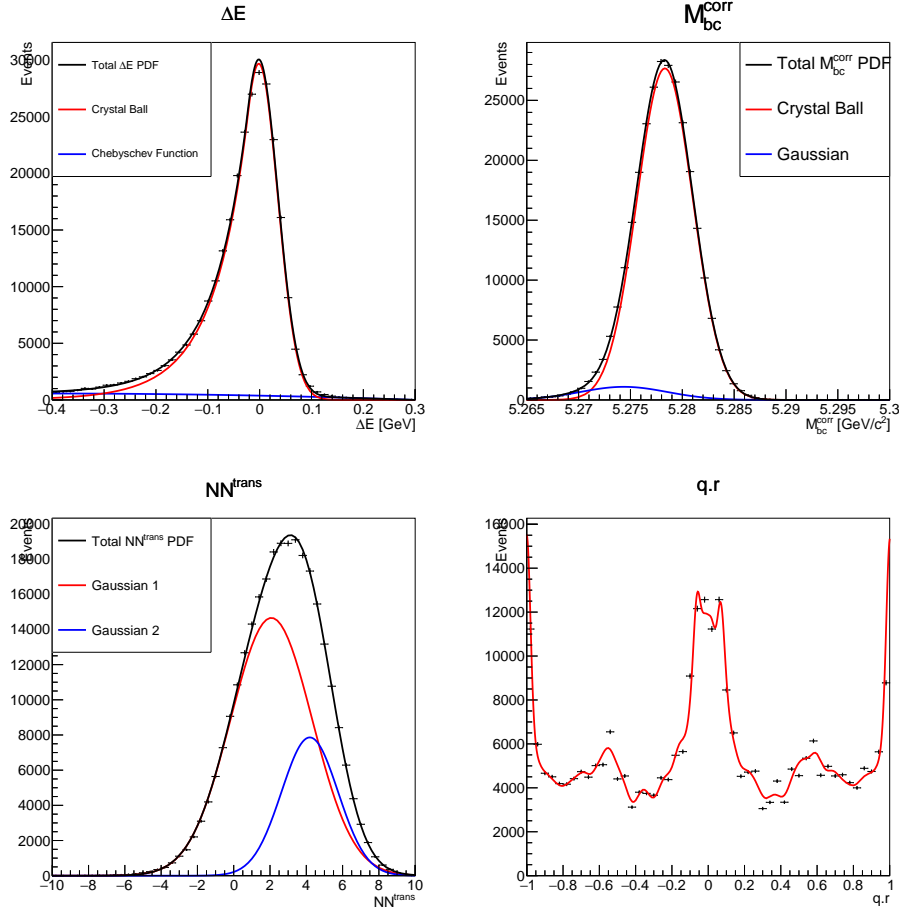 ΔE
Events
Total ΔE PDF
Crystal Ball
Chebyschev Function
30000
25000
20000
15000
10000
5000
0
−0.4 −0.3 −0.2 −0.1 0 0.1 0.2 0.3
ΔE [GeV]
M_bc^corr
Events
Total M_bc^corr PDF
Crystal Ball
Gaussian
25000
20000
15000
10000
5000
0
5.265 5.27 5.275 5.28 5.285 5.29 5.295 5.3
M_bc^corr [GeV/c²]
NN^trans
Events
Total NN^trans PDF
Gaussian 1
Gaussian 2
20000
18000
16000
14000
12000
10000
8000
6000
4000
2000
0
−10 −8 −6 −4 −2 0 2 4 6 8 10
NN^trans
q.r
Events
16000
14000
12000
10000
8000
6000
4000
2000
0
−1 −0.8 −0.6 −0.4 −0.2 0 0.2 0.4 0.6 0.8 1
q.r